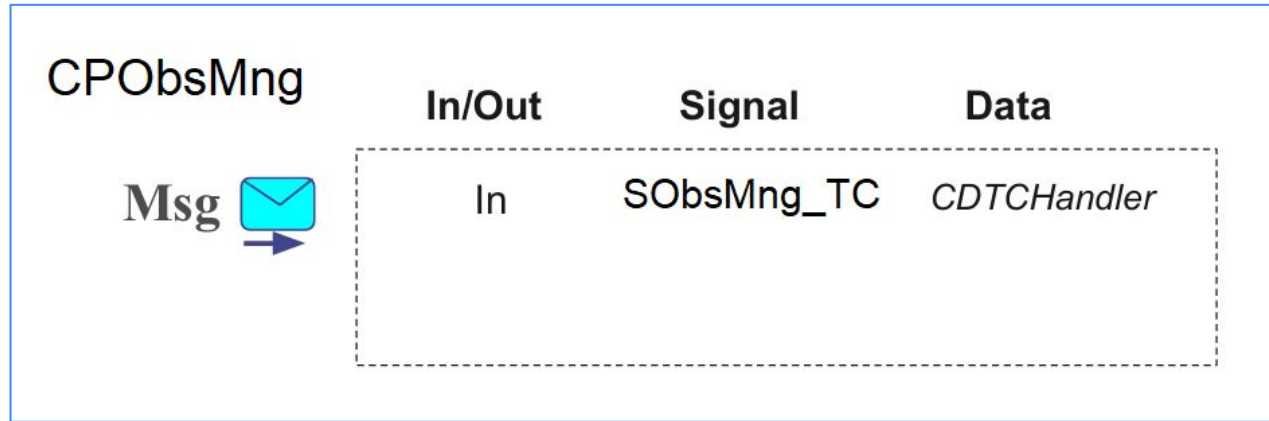 CPObsMng
In/Out Signal Data
Msg In SObsMng_TC CDTCHandler